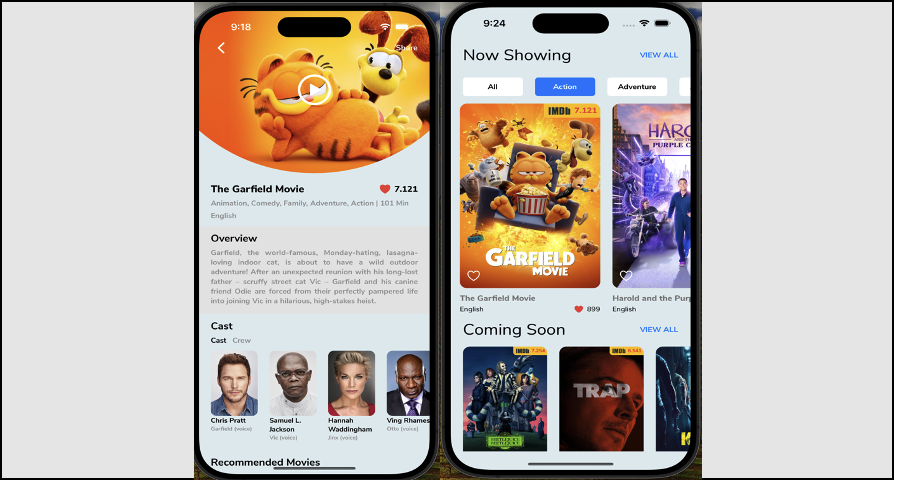 9:18
Share
The Garfield Movie
7.121
Animation, Comedy, Family, Adventure, Action | 101 Min
English
Overview
Garfield, the world-famous, Monday-hating, lasagna-
loving indoor cat, is about to have a wild outdoor
adventure! After an unexpected reunion with his long-lost
father – scruffy street cat Vic – Garfield and his canine
friend Odie are forced from their perfectly pampered life
into joining Vic in a hilarious, high-stakes heist.
Cast
Cast Crew
Chris Pratt
Garfield (voice)
Samuel L.
Jackson
Vic (voice)
Hannah
Waddingham
Jinx (voice)
Ving Rhames
Otto (voice)
Recommended Movies
9:24
Now Showing
VIEW ALL
All
Action
Adventure
IMDb 7.121
THE
GARFIELD
MOVIE
HARO
PURPLE C
The Garfield Movie
English
899
Harold and the Purp
English
Coming Soon
VIEW ALL
IMDb
BEETLEJUICE
BEETLEJUICE
IMDb
TRAP